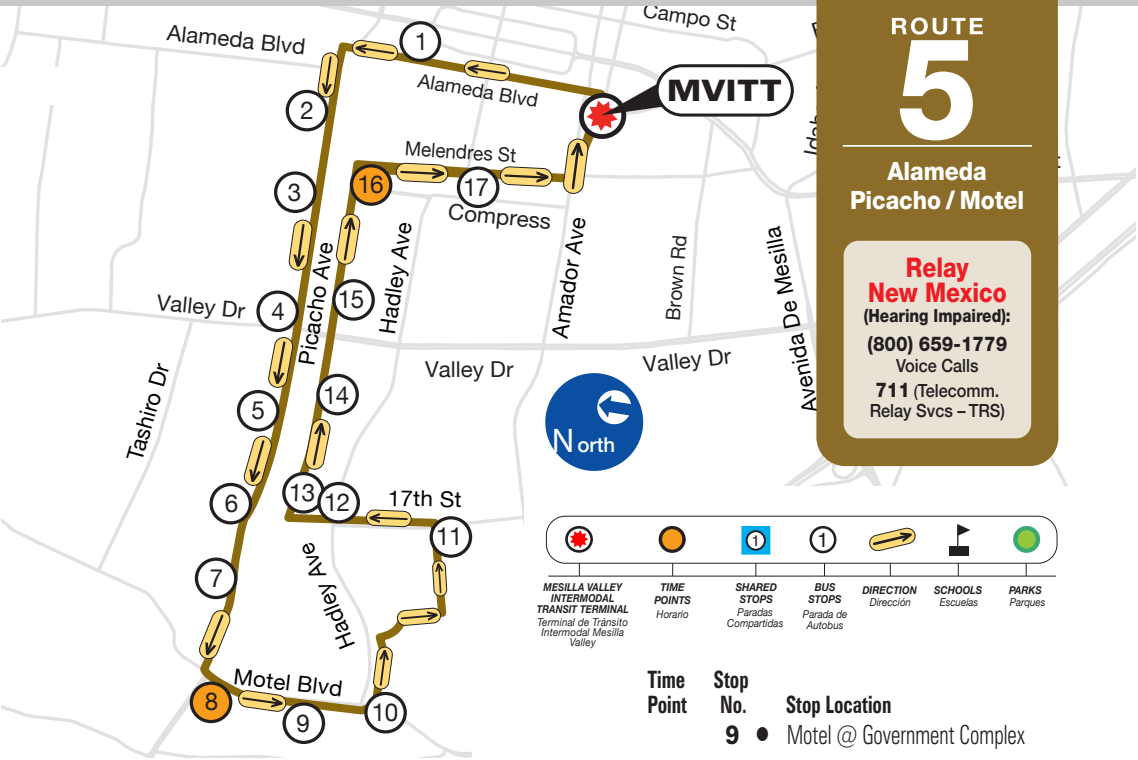 Campo St
Alameda Blvd
1
Alameda Blvd
2
MVITT
ROUTE
5
Alameda
Picacho / Motel
Relay
New Mexico
(Hearing Impaired):
(800) 659-1779
Voice Calls
711 (Telecomm.
Relay Svcs – TRS)
Melendres St
16
17
Compress
3
Picacho Ave
Hadley Ave
Amador Ave
Brown Rd
Avenida De Mesilla
15
4
Valley Dr
Valley Dr
Valley Dr
Tashiro Dr
5
14
North
6
13
12
17th St
11
7
Hadley Ave
8
Motel Blvd
9
10
1
1
MESILLA VALLEY
INTERMODAL
TRANSIT TERMINAL
Terminal de Tránsito
Intermodal Mesilla
Valley
TIME
POINTS
Horario
SHARED
STOPS
Paradas
Compartidas
BUS
STOPS
Parada de
Autobus
DIRECTION
Dirección
SCHOOLS
Escuelas
PARKS
Parques
Time
Point
Stop
No.
Stop Location
9 ● Motel @ Government Complex